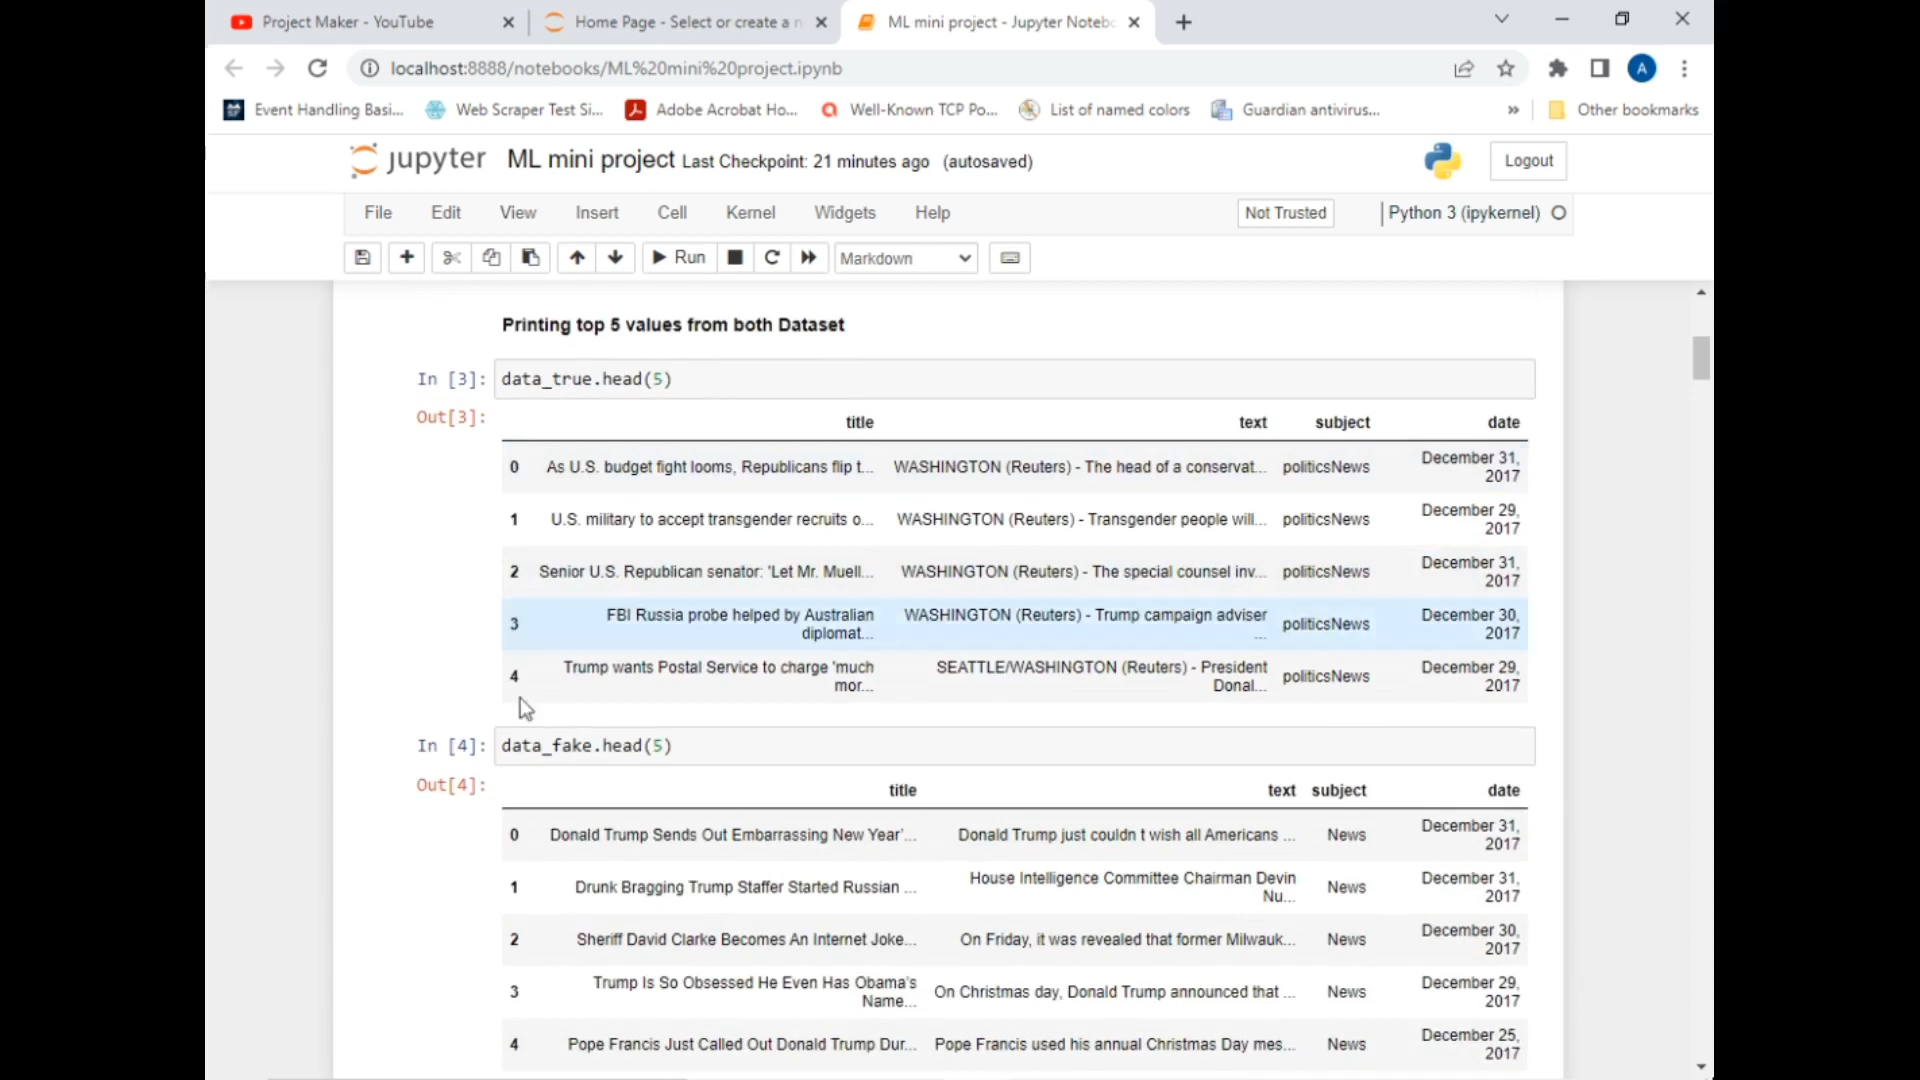 Project Maker - YouTube
Home Page - Select or create a n
ML mini project - Jupyter Notebo
localhost:8888/notebooks/ML%20mini%20project.ipynb
A
Event Handling Basi...
Web Scraper Test Si...
Adobe Acrobat Ho...
Well-Known TCP Po...
List of named colors
Guardian antivirus...
»
Other bookmarks
jupyter ML mini project Last Checkpoint: 21 minutes ago (autosaved)
Logout
File Edit View Insert Cell Kernel Widgets Help
Not Trusted
Python 3 (ipykernel)
Run
Markdown
Printing top 5 values from both Dataset
In [3]: data_true.head(5)
Out[3]:
title text subject date
0 As U.S. budget fight looms, Republicans flip t... WASHINGTON (Reuters) - The head of a conservat... politicsNews December 31,
2017
1 U.S. military to accept transgender recruits o... WASHINGTON (Reuters) - Transgender people will... politicsNews December 29,
2017
2 Senior U.S. Republican senator: 'Let Mr. Muell... WASHINGTON (Reuters) - The special counsel inv... politicsNews December 31,
2017
3 FBI Russia probe helped by Australian WASHINGTON (Reuters) - Trump campaign adviser politicsNews December 30,
diplomat... ... 2017
4 Trump wants Postal Service to charge 'much SEATTLE/WASHINGTON (Reuters) - President politicsNews December 29,
mor... Donal... 2017
In [4]: data_fake.head(5)
Out[4]:
title text subject date
0 Donald Trump Sends Out Embarrassing New Year'... Donald Trump just couldn t wish all Americans ... News December 31,
2017
1 Drunk Bragging Trump Staffer Started Russian ... House Intelligence Committee Chairman Devin News December 31,
Nu... 2017
2 Sheriff David Clarke Becomes An Internet Joke... On Friday, it was revealed that former Milwauk... News December 30,
2017
3 Trump Is So Obsessed He Even Has Obama's On Christmas day, Donald Trump announced that ... News December 29,
Name... 2017
4 Pope Francis Just Called Out Donald Trump Dur... Pope Francis used his annual Christmas Day mes... News December 25,
2017